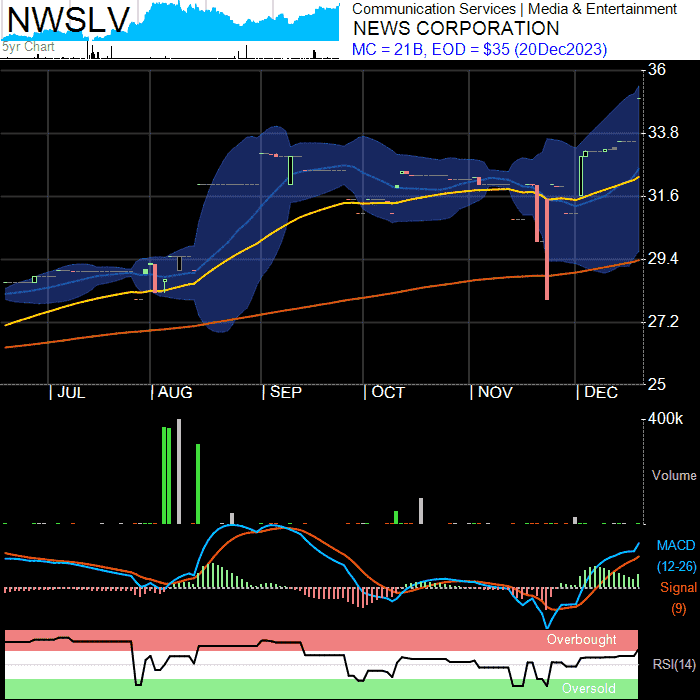 NWSLV
5yr Chart
Communication Services | Media & Entertainment
NEWS CORPORATION
MC = 21B, EOD = $35 (20Dec2023)
36
33.8
31.6
29.4
27.2
25
| JUL | AUG | SEP | OCT | NOV | DEC
400k
Volume
MACD
(12-26)
Signal
(9)
Overbought
RSI(14)
Oversold